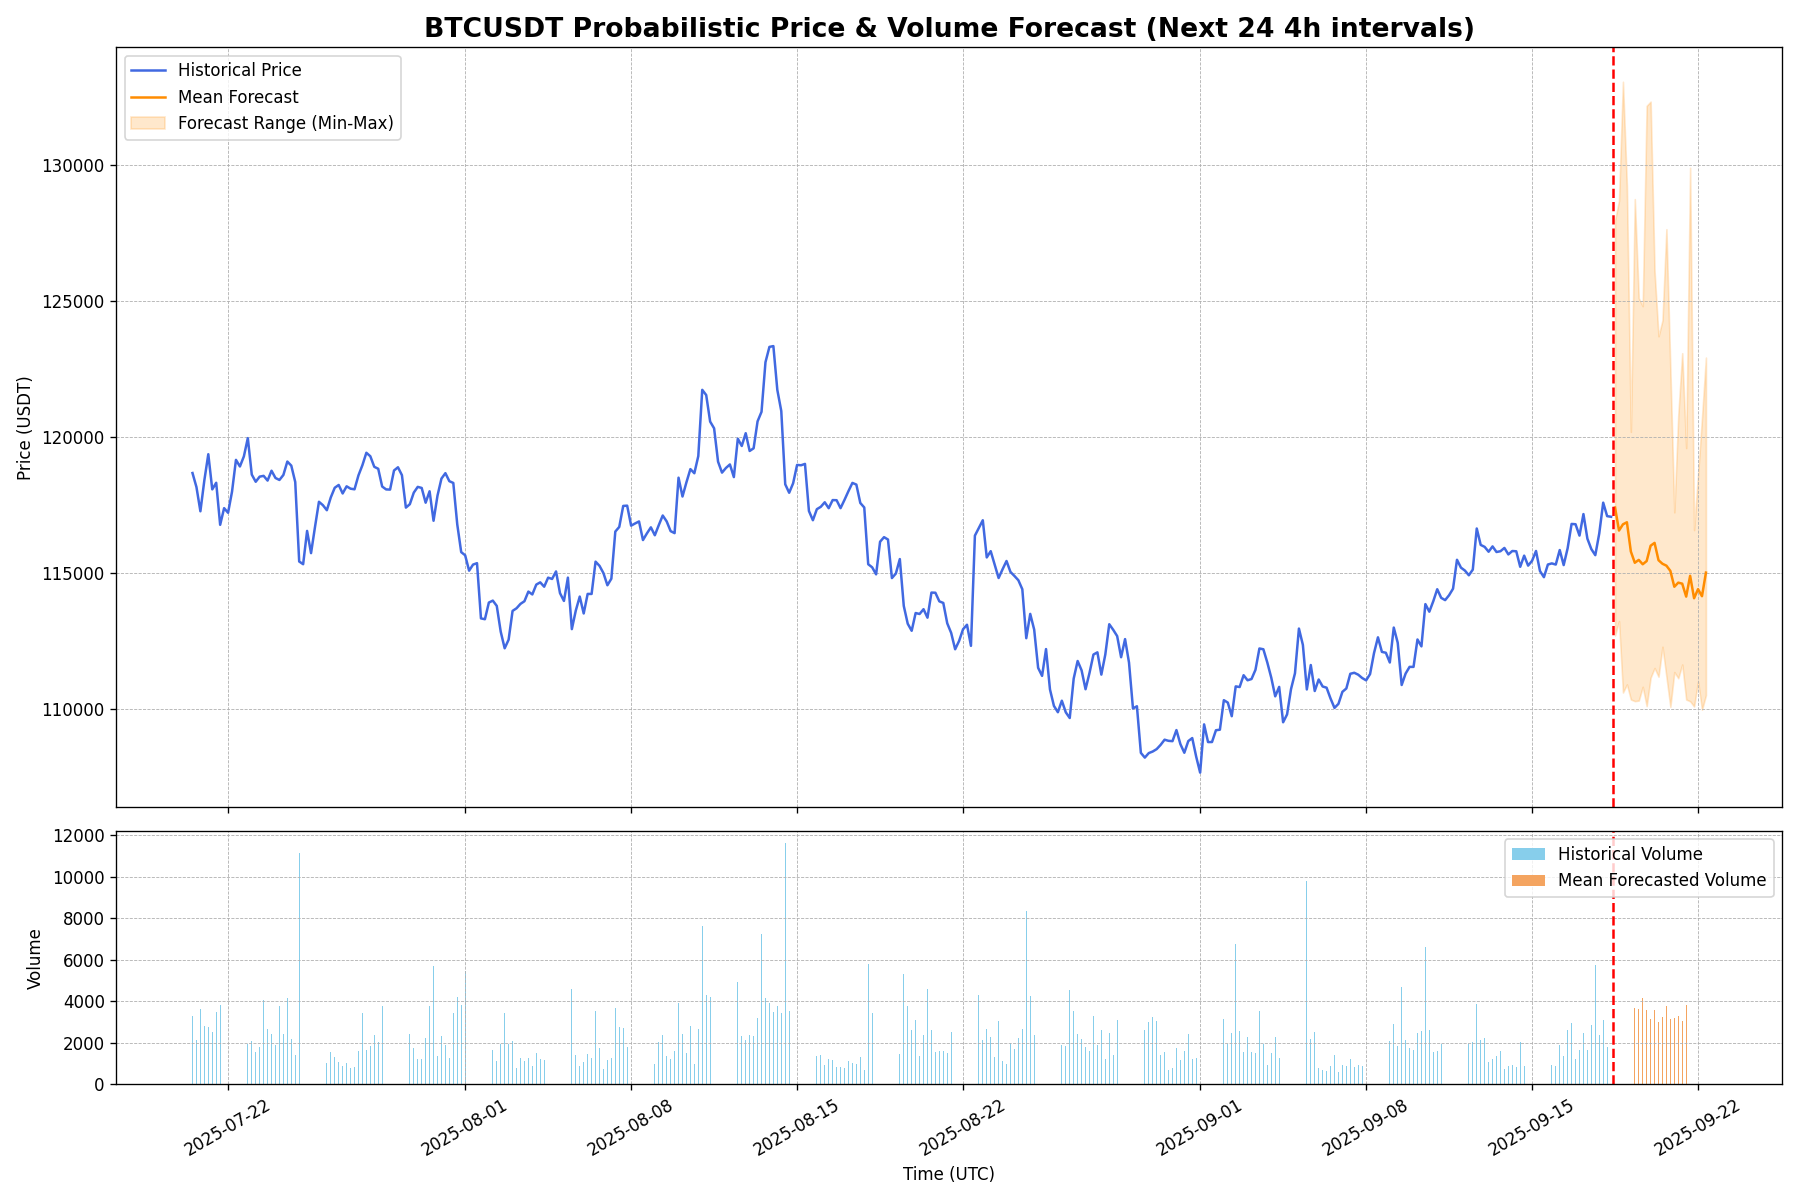 BTCUSDT Probabilistic Price & Volume Forecast (Next 24 4h intervals)
Historical Price
Mean Forecast
Forecast Range (Min-Max)
Price (USDT)
130000
125000
120000
115000
110000
Historical Volume
Mean Forecasted Volume
Volume
12000
10000
8000
6000
4000
2000
0
2025-07-22
2025-08-01
2025-08-08
2025-08-15
2025-08-22
2025-09-01
2025-09-08
2025-09-15
2025-09-22
Time (UTC)